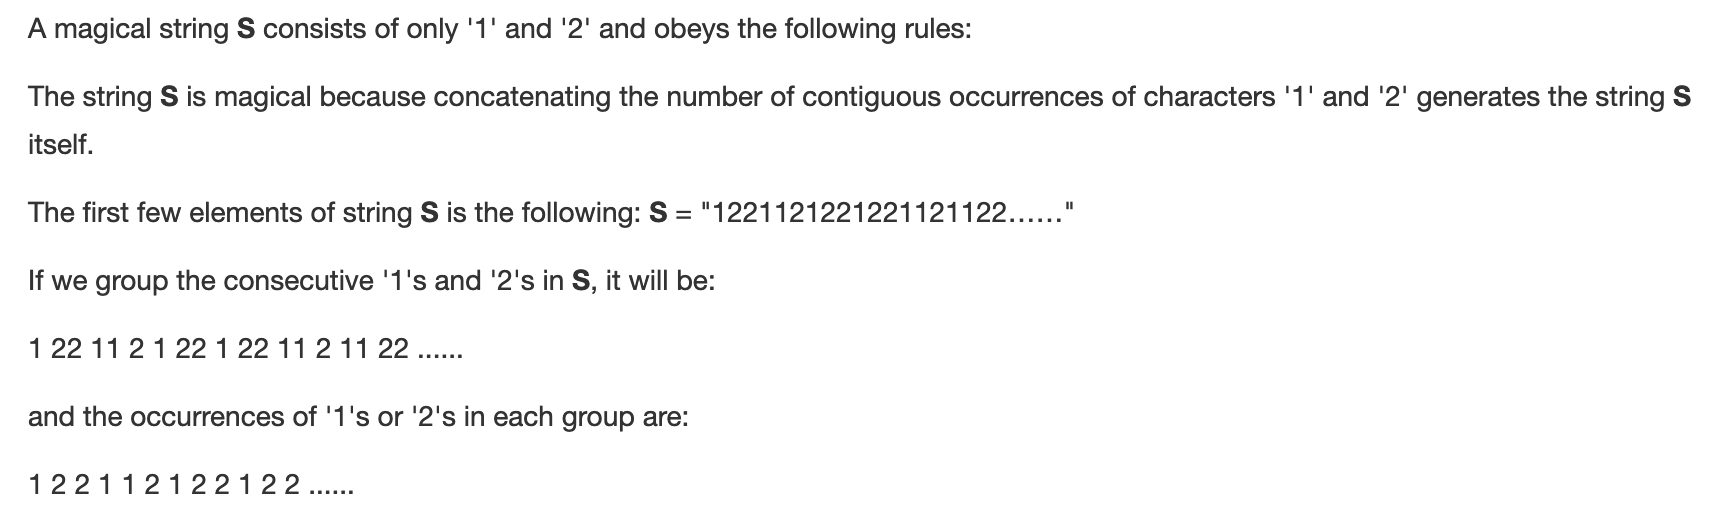 A magical string S consists of only '1' and '2' and obeys the following rules:
The string S is magical because concatenating the number of contiguous occurrences of characters '1' and '2' generates the string S
itself.
The first few elements of string S is the following: S = "1221121221221121122......"
If we group the consecutive '1's and '2's in S, it will be:
1 22 11 2 1 22 1 22 11 2 11 22 ......
and the occurrences of '1's or '2's in each group are:
1 2 2 1 1 2 1 2 2 1 2 2 ......